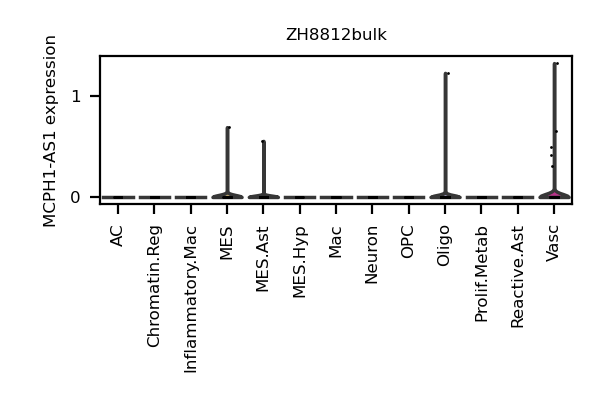 ZH8812bulk
MCPH1-AS1 expression
1
0
AC
Chromatin.Reg
Inflammatory.Mac
MES
MES.Ast
MES.Hyp
Mac
Neuron
OPC
Oligo
Prolif.Metab
Reactive.Ast
Vasc